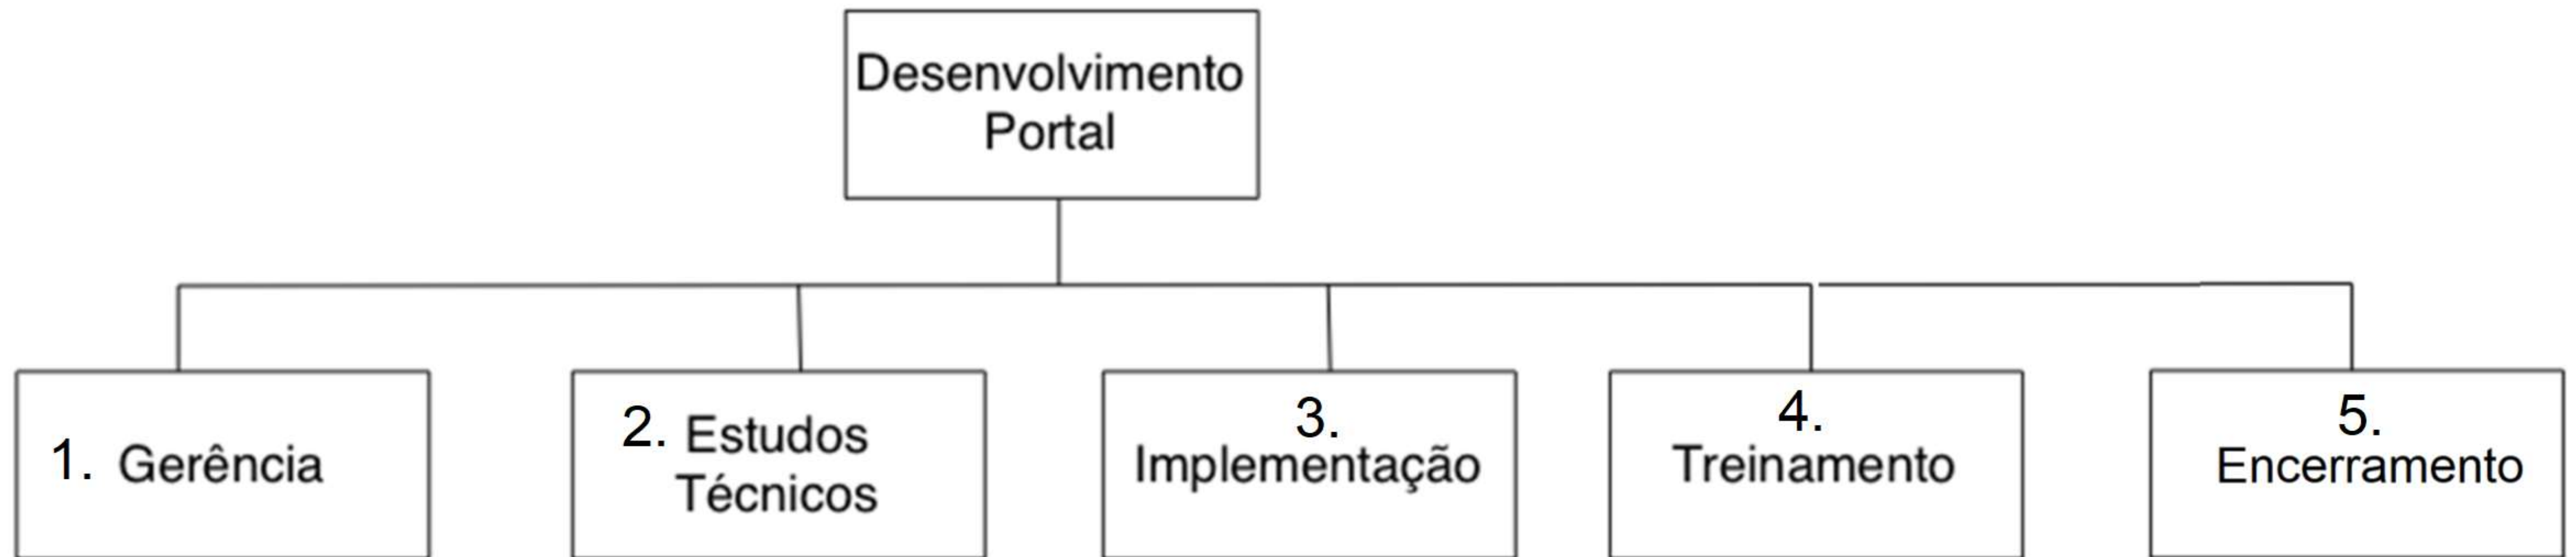 Desenvolvimento
Portal
1. Gerência
2. Estudos
Técnicos
3.
Implementação
4.
Treinamento
5.
Encerramento